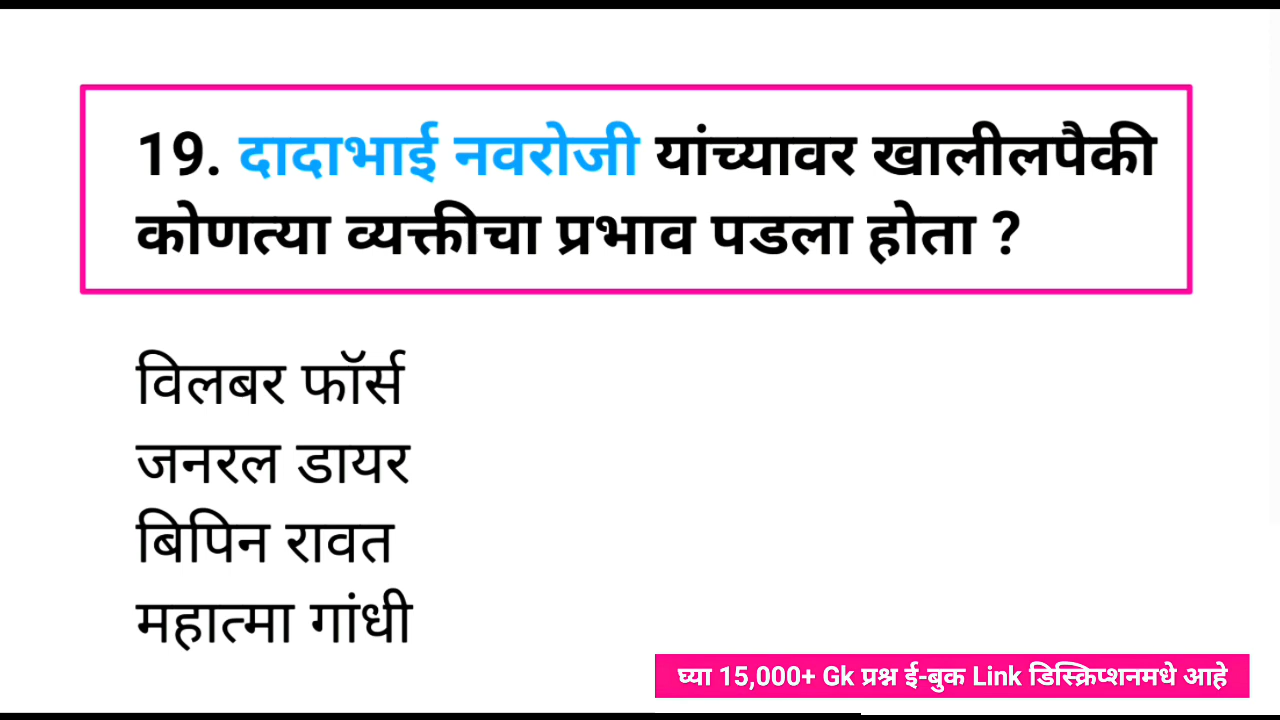 19. दादाभाई नवरोजी यांच्यावर खालीलपैकी
कोणत्या व्यक्तीचा प्रभाव पडला होता ?
विलबर फॉर्स
जनरल डायर
बिपिन रावत
महात्मा गांधी
घ्या 15,000+ Gk प्रश्न ई-बुक Link डिस्क्रिप्शनमधे आहे